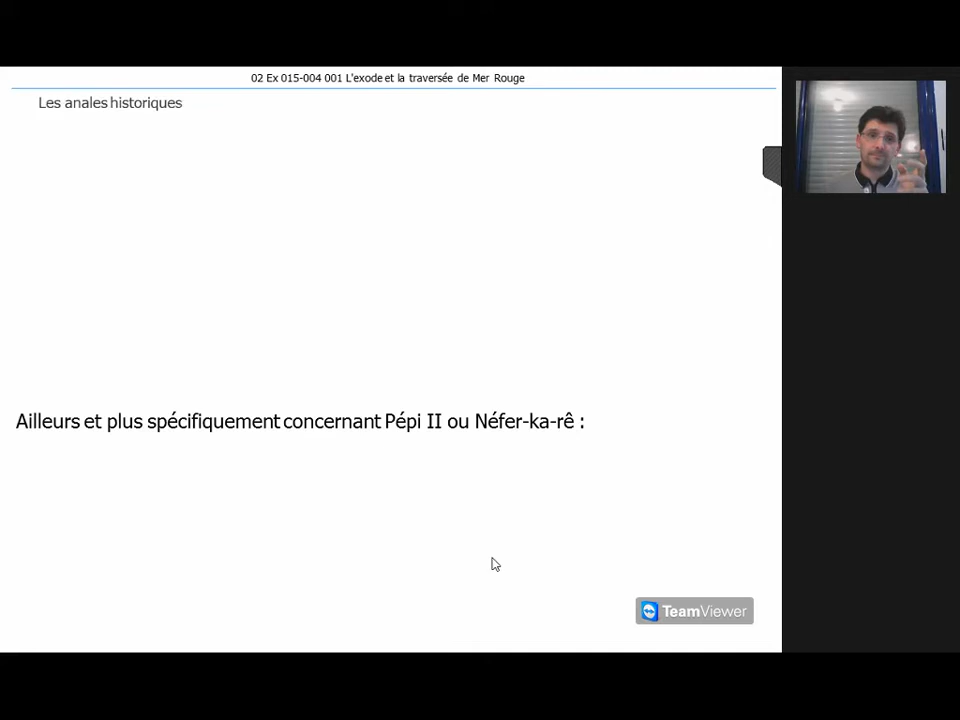 02 Ex 015-004 001 L'exode et la traversée de Mer Rouge
Les anales historiques
Ailleurs et plus spécifiquement concernant Pépi II ou Néfer-ka-rê :
TeamViewer